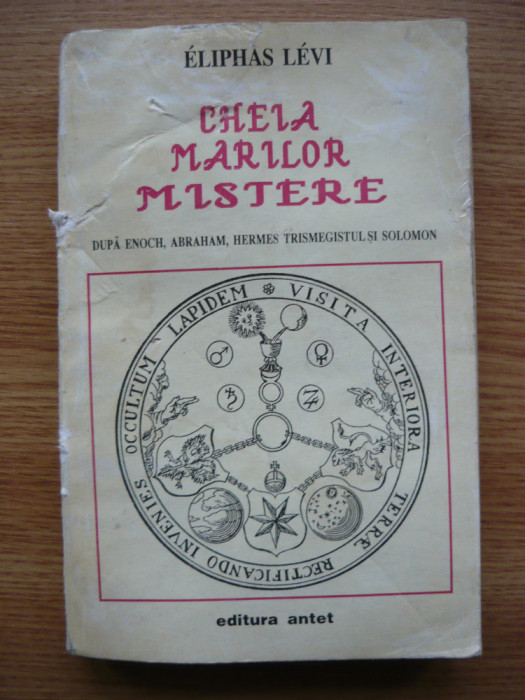 ÉLIPHAS LÉVI
CHEIA
MARILOR
MISTERE
DUPĂ ENOCH, ABRAHAM, HERMES TRISMEGISTUL ȘI SOLOMON
VISITA INTERIORA TERRÆ RECTIFICANDO INVENIES OCCULTUM LAPIDEM
editura antet